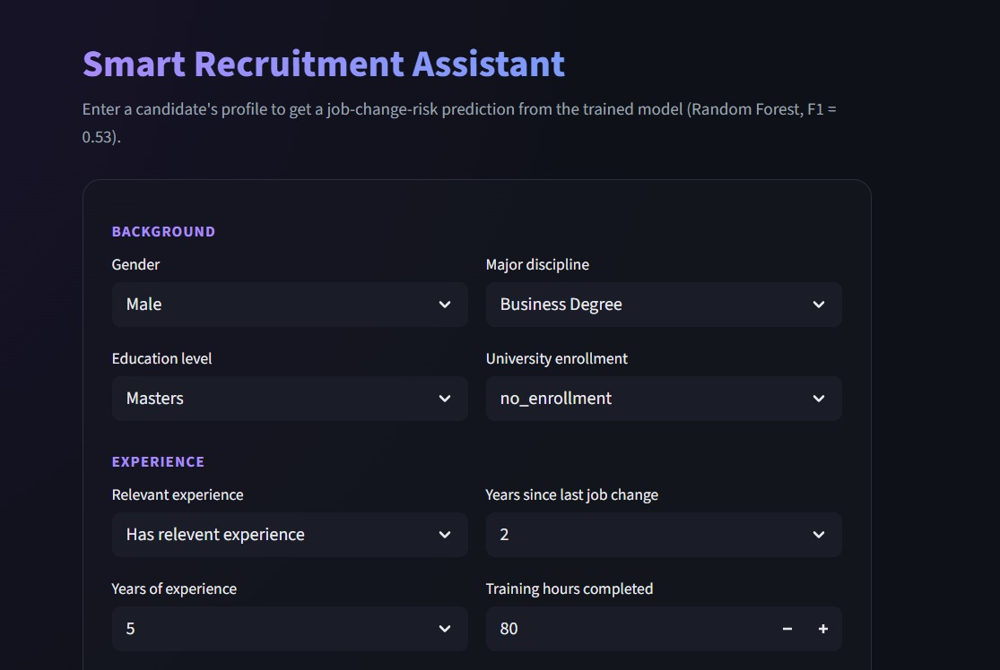 Smart Recruitment Assistant
Enter a candidate's profile to get a job-change-risk prediction from the trained model (Random Forest, F1 =
0.53).
BACKGROUND
Gender
Major discipline
Male
Business Degree
Education level
University enrollment
Masters
no_enrollment
EXPERIENCE
Relevant experience
Years since last job change
Has relevent experience
2
Years of experience
Training hours completed
5
80